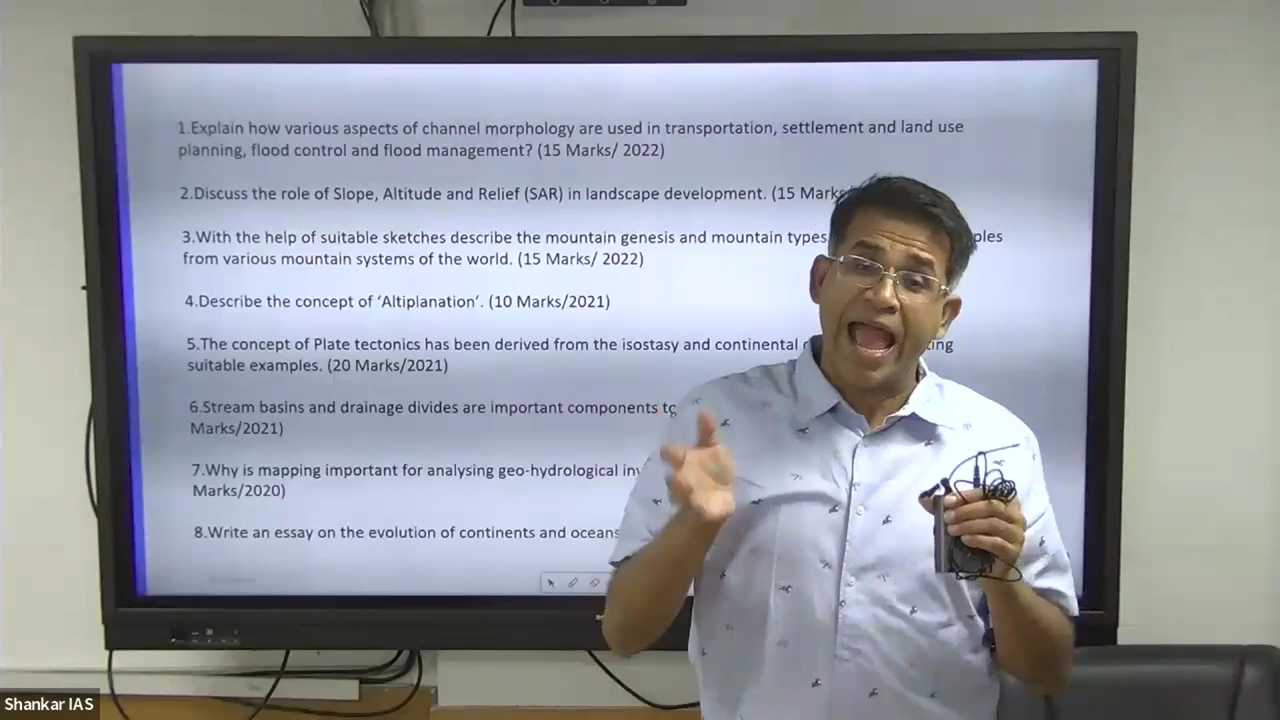 1.Explain how various aspects of channel morphology are used in transportation, settlement and land use
planning, flood control and flood management? (15 Marks/ 2022)
2.Discuss the role of Slope, Altitude and Relief (SAR) in landscape development. (15 Marks
3.With the help of suitable sketches describe the mountain genesis and mountain types
from various mountain systems of the world. (15 Marks/ 2022)
4.Describe the concept of ‘Altiplanation’. (10 Marks/2021)
5.The concept of Plate tectonics has been derived from the isostasy and continental
suitable examples. (20 Marks/2021)
6.Stream basins and drainage divides are important components to
Marks/2021)
7.Why is mapping important for analysing geo-hydrological
Marks/2020)
8.Write an essay on the evolution of continents and oceans
Shankar IAS